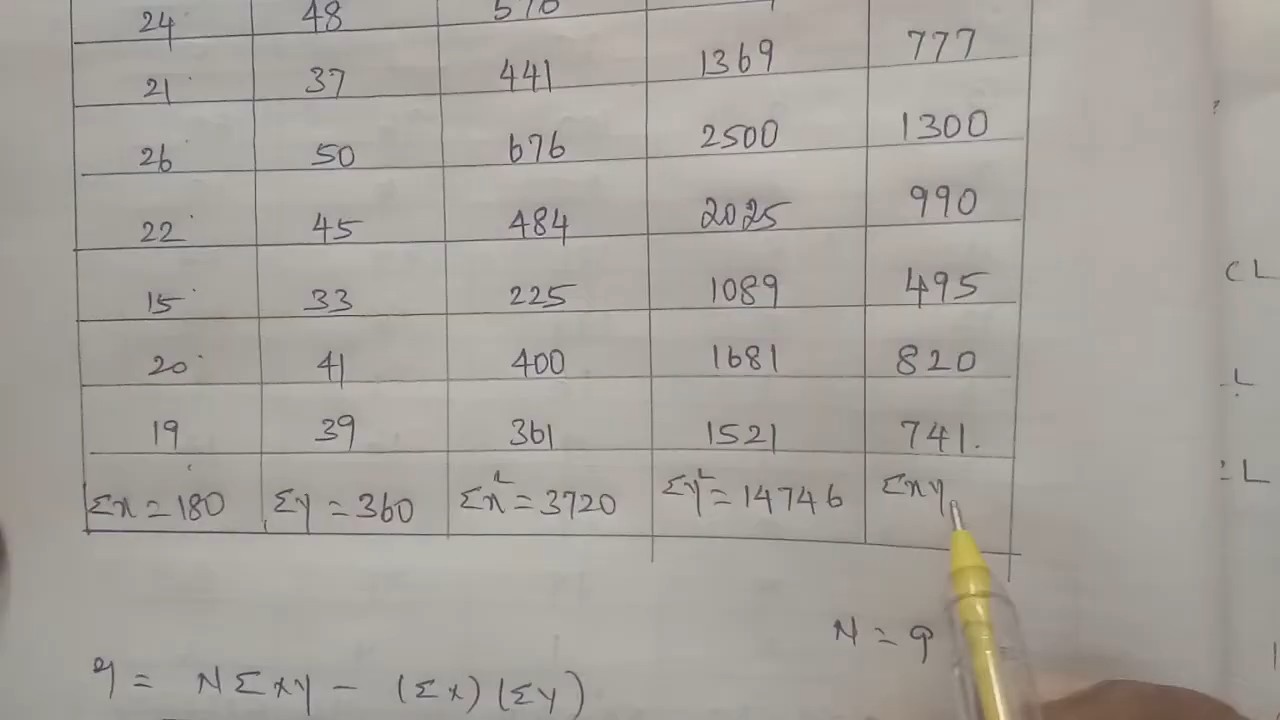 24 48 576
21 37 441 1369 777
26 50 676 2500 1300
22 45 484 2025 990
15 33 225 1089 495
20 41 400 1681 820
19 39 361 1521 741.
Σx = 180 Σy = 360 Σx² = 3720 Σy² = 14746 Σxy
N = 9
r = NΣxy - (Σx)(Σy)
CL
L
: L